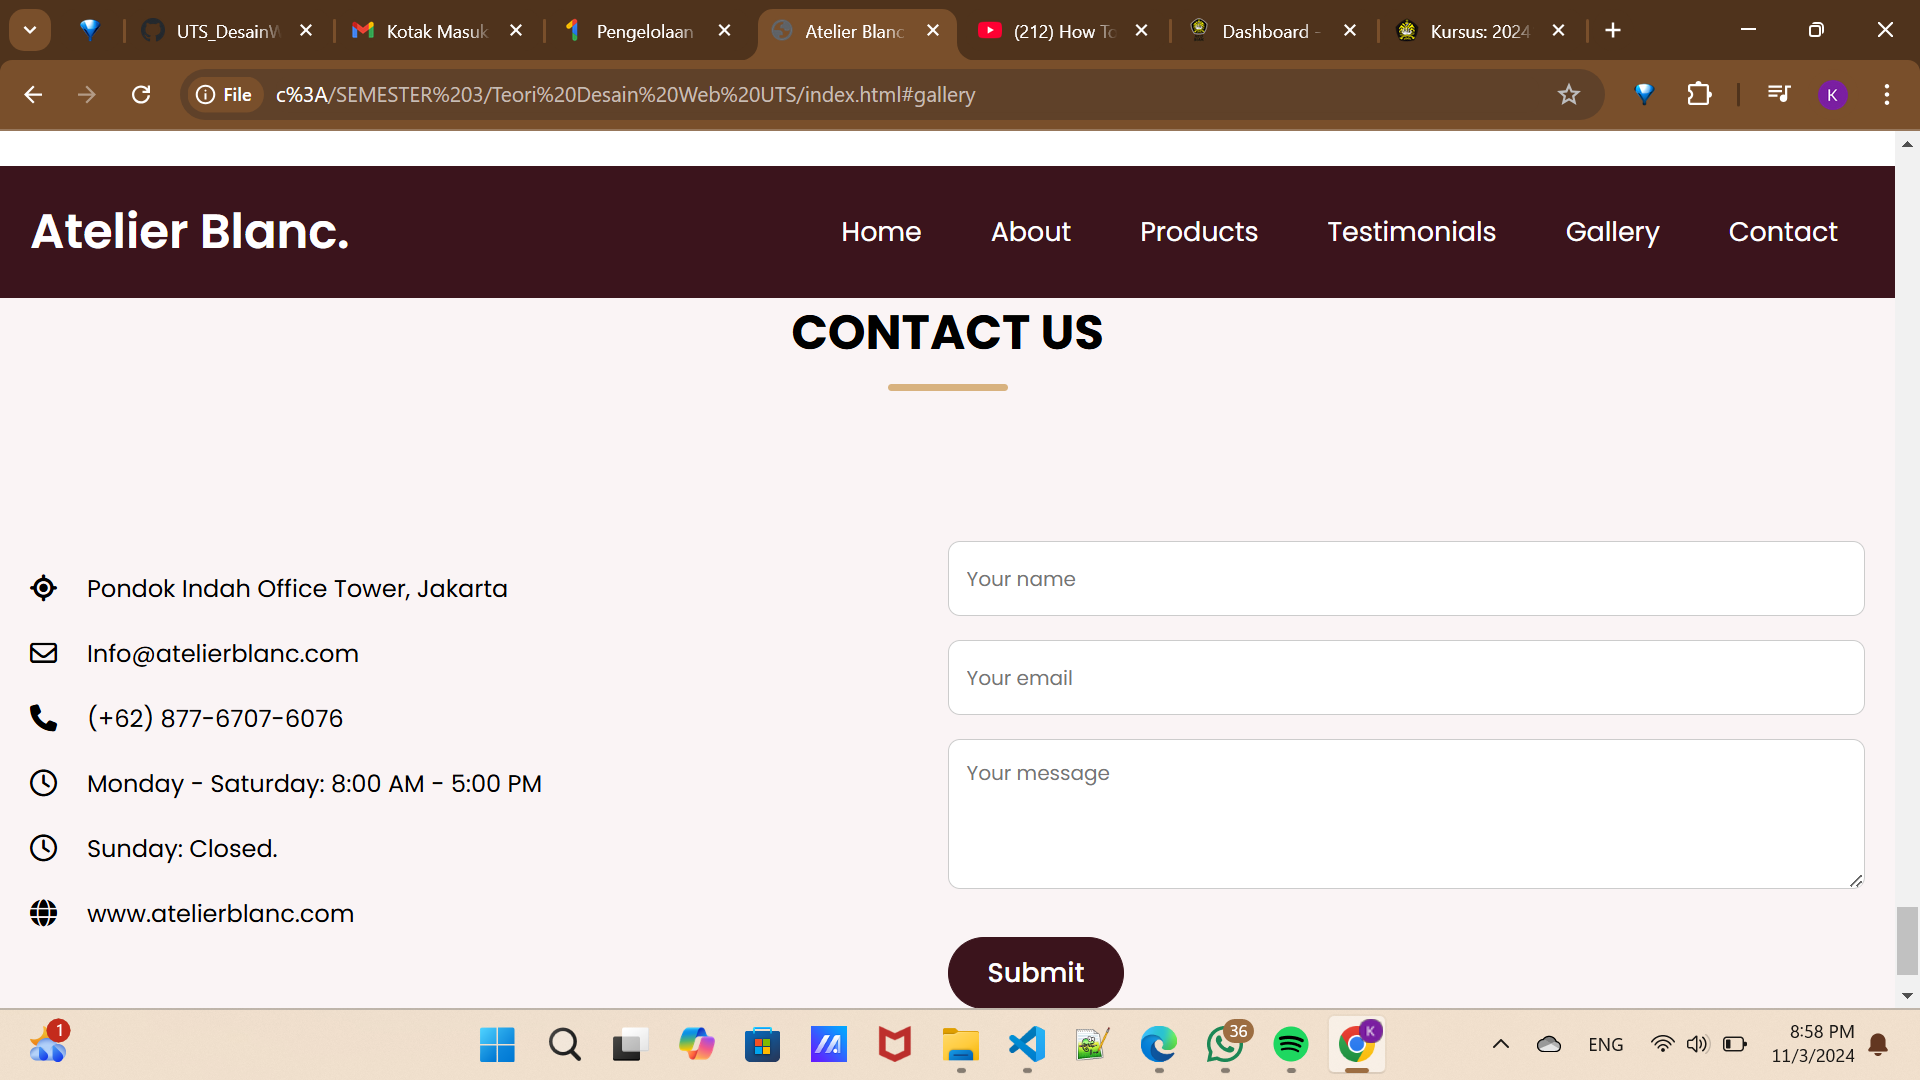 UTS_DesainW
Kotak Masuk
Pengelolaan
Atelier Blanc
(212) How To
Dashboard -
Kursus: 2024
File c%3A/SEMESTER%203/Teori%20Desain%20Web%20UTS/index.html#gallery
K
Atelier Blanc.
Home About Products Testimonials Gallery Contact
CONTACT US
Pondok Indah Office Tower, Jakarta
Info@atelierblanc.com
(+62) 877-6707-6076
Monday - Saturday: 8:00 AM - 5:00 PM
Sunday: Closed.
www.atelierblanc.com
Your name
Your email
Your message
Submit
1
36
K
ENG
8:58 PM
11/3/2024